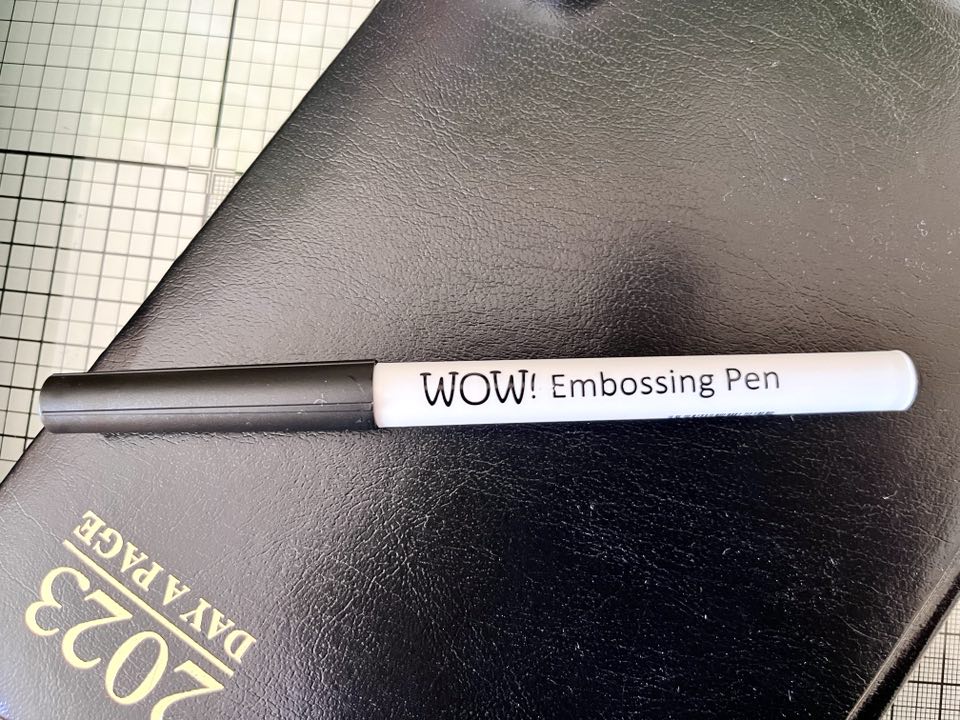 WOW! Embossing Pen
2023
DAY A PAGE